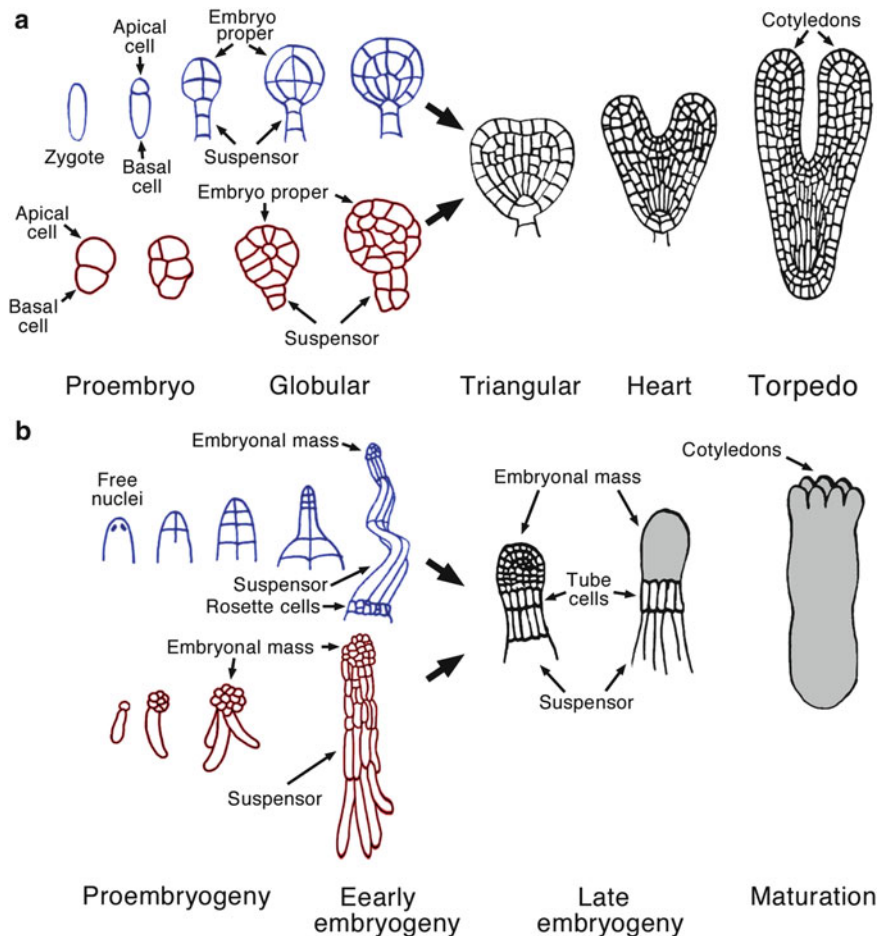 a
Apical
cell
Embryo
proper
Cotyledons
Zygote
Basal
cell
Suspensor
Embryo proper
Apical
cell
Basal
cell
Suspensor
Proembryo
Globular
Triangular
Heart
Torpedo
b
Embryonal mass
Free
nuclei
Embryonal mass
Cotyledons
Suspensor
Rosette cells
Tube
cells
Embryonal mass
Suspensor
Suspensor
Proembryogeny
Eearly
embryogeny
Late
embryogeny
Maturation